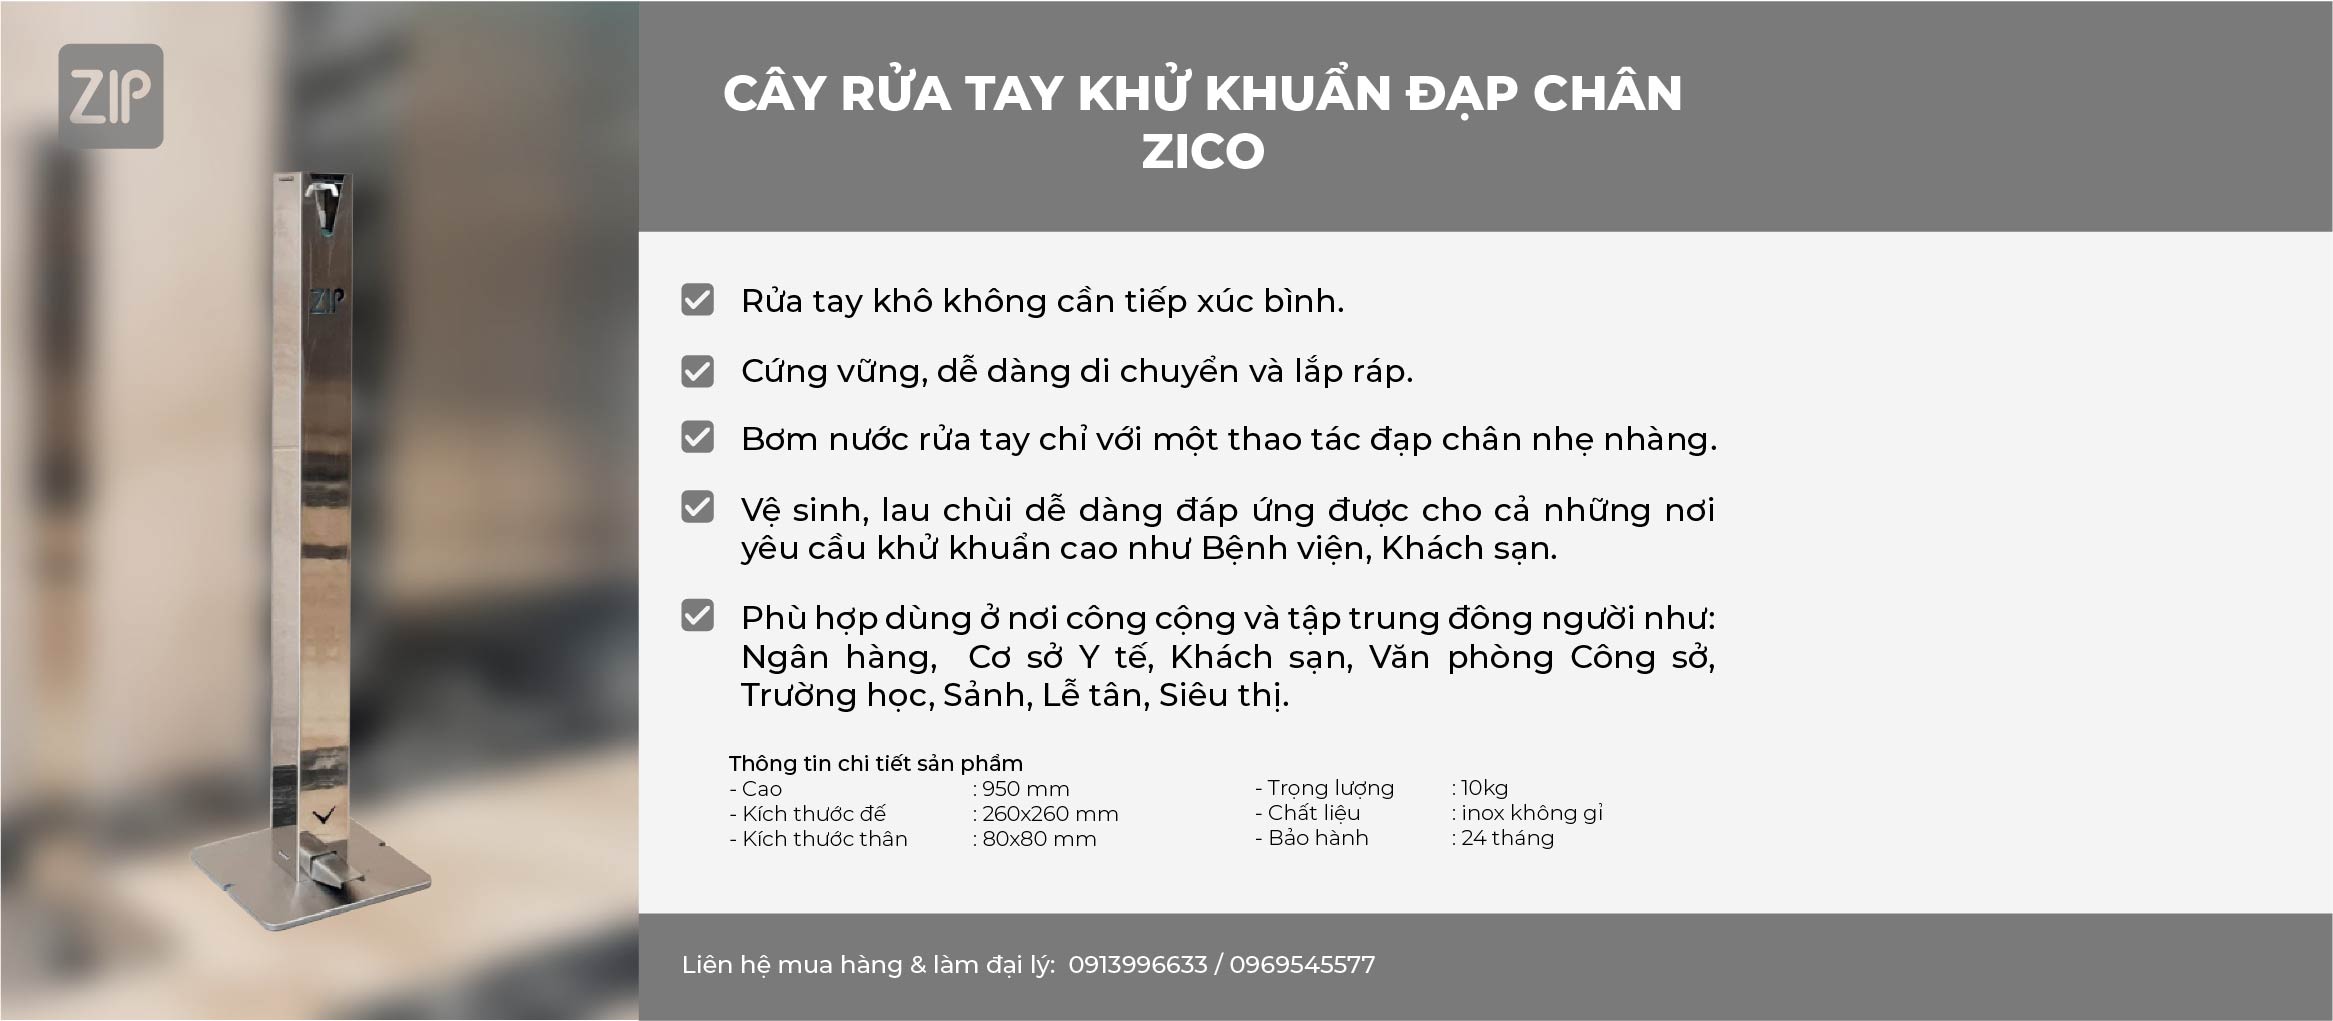 ZIP
ZIP
CÂY RỬA TAY KHỬ KHUẨN ĐẠP CHÂN
ZICO
Rửa tay khô không cần tiếp xúc bình.
Cứng vững, dễ dàng di chuyển và lắp ráp.
Bơm nước rửa tay chỉ với một thao tác đạp chân nhẹ nhàng.
Vệ sinh, lau chùi dễ dàng đáp ứng được cho cả những nơi
yêu cầu khử khuẩn cao như Bệnh viện, Khách sạn.
Phù hợp dùng ở nơi công cộng và tập trung đông người như:
Ngân hàng, Cơ sở Y tế, Khách sạn, Văn phòng Công sở,
Trường học, Sảnh, Lễ tân, Siêu thị.
Thông tin chi tiết sản phẩm
- Cao : 950 mm - Trọng lượng : 10kg
- Kích thước đế : 260x260 mm - Chất liệu : inox không gỉ
- Kích thước thân : 80x80 mm - Bảo hành : 24 tháng
Liên hệ mua hàng & làm đại lý: 0913996633 / 0969545577